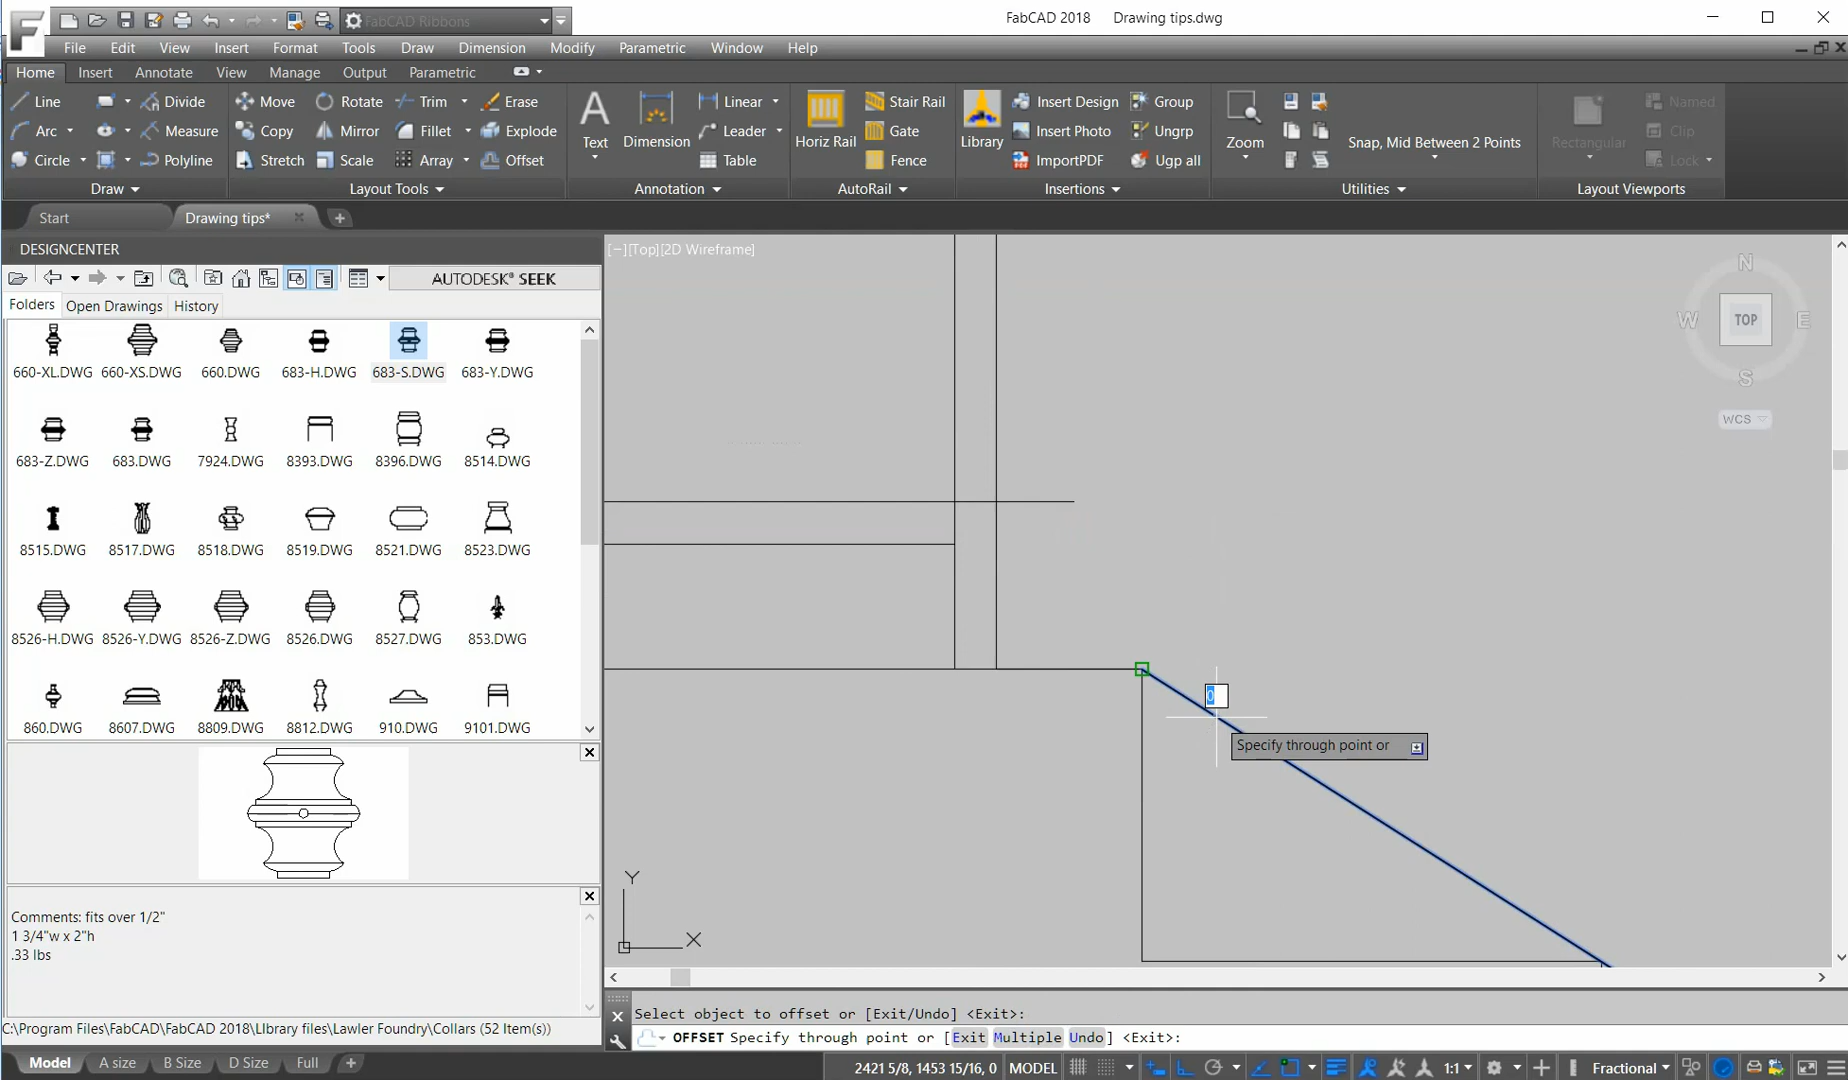 FabCAD Ribbons
FabCAD 2018 Drawing tips.dwg
File Edit View Insert Format Tools Draw Dimension Modify Parametric Window Help
Home Insert Annotate View Manage Output Parametric
Line Divide Move Rotate Trim Erase Linear Stair Rail Insert Design Group Named
Arc Measure Copy Mirror Fillet Explode Text Dimension Leader Horiz Rail Gate Library Insert Photo Ungrp Zoom Snap, Mid Between 2 Points Rectangular Clip
Circle Polyline Stretch Scale Array Offset Table Fence ImportPDF Ugp all Lock
Draw Layout Tools Annotation AutoRail Insertions Utilities Layout Viewports
Start Drawing tips*
DESIGNCENTER
AUTODESK® SEEK
Folders Open Drawings History
660-XL.DWG 660-XS.DWG 660.DWG 683-H.DWG 683-S.DWG 683-Y.DWG
683-Z.DWG 683.DWG 7924.DWG 8393.DWG 8396.DWG 8514.DWG
8515.DWG 8517.DWG 8518.DWG 8519.DWG 8521.DWG 8523.DWG
8526-H.DWG 8526-Y.DWG 8526-Z.DWG 8526.DWG 8527.DWG 853.DWG
860.DWG 8607.DWG 8809.DWG 8812.DWG 910.DWG 9101.DWG
Comments: fits over 1/2"
1 3/4"w x 2"h
.33 lbs
C:\Program Files\FabCAD\FabCAD 2018\LIbrary files\Lawler Foundry\Collars (52 Item(s))
[−][Top][2D Wireframe]
N
W TOP E
S
WCS
0
Specify through point or
Y
X
Select object to offset or [Exit/Undo] <Exit>:
OFFSET Specify through point or [Exit Multiple Undo] <Exit>:
Model A size B Size D Size Full
2421 5/8, 1453 15/16, 0 MODEL 1:1 Fractional